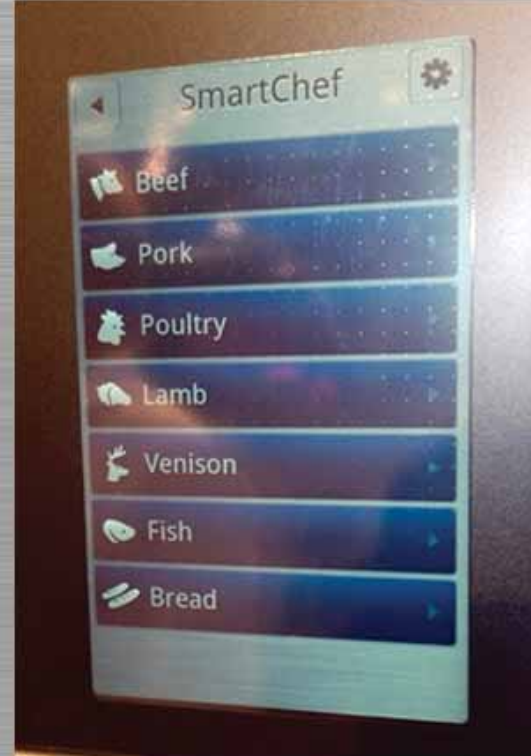 SmartChef
Beef
Pork
Poultry
Lamb
Venison
Fish
Bread